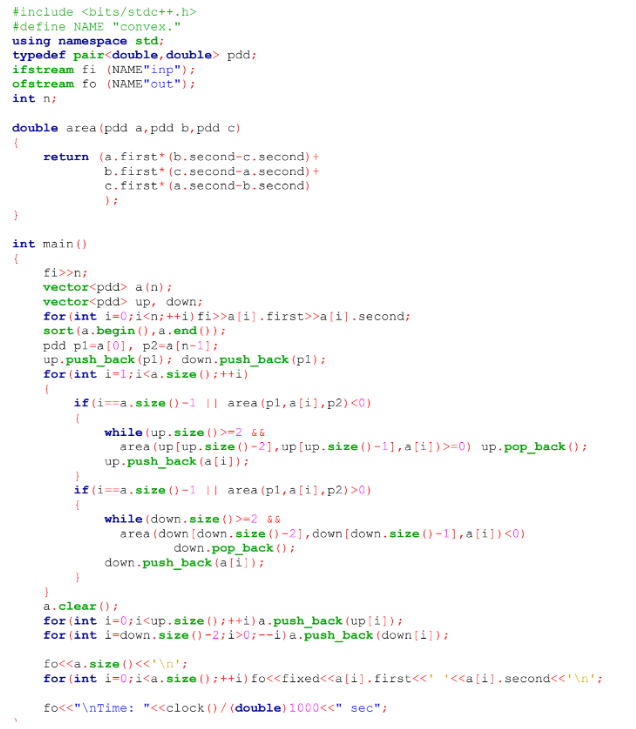 #include <bits/stdc++.h>
#define NAME "convex."
using namespace std;
typedef pair<double,double> pdd;
ifstream fi (NAME"inp");
ofstream fo (NAME"out");
int n;

double area(pdd a,pdd b,pdd c)
{
    return (a.first*(b.second-c.second)+
            b.first*(c.second-a.second)+
            c.first*(a.second-b.second)
            );
}

int main()
{
    fi>>n;
    vector<pdd> a(n);
    vector<pdd> up, down;
    for(int i=0;i<n;++i)fi>>a[i].first>>a[i].second;
    sort(a.begin(),a.end());
    pdd p1=a[0], p2=a[n-1];
    up.push_back(p1); down.push_back(p1);
    for(int i=1;i<a.size();++i)
    {
        if(i==a.size()-1 || area(p1,a[i],p2)<0)
        {
            while(up.size()>=2 &&
              area(up[up.size()-2],up[up.size()-1],a[i])>=0) up.pop_back();
            up.push_back(a[i]);
        }
        if(i==a.size()-1 || area(p1,a[i],p2)>0)
        {
            while(down.size()>=2 &&
              area(down[down.size()-2],down[down.size()-1],a[i])<0)
                     down.pop_back();
            down.push_back(a[i]);
        }
    }
    a.clear();
    for(int i=0;i<up.size();++i)a.push_back(up[i]);
    for(int i=down.size()-2;i>0;--i)a.push_back(down[i]);

    fo<<a.size()<<'\n';
    for(int i=0;i<a.size();++i)fo<<fixed<<a[i].first<<' '<<a[i].second<<'\n';

    fo<<"\nTime: "<<clock()/(double)1000<<" sec";